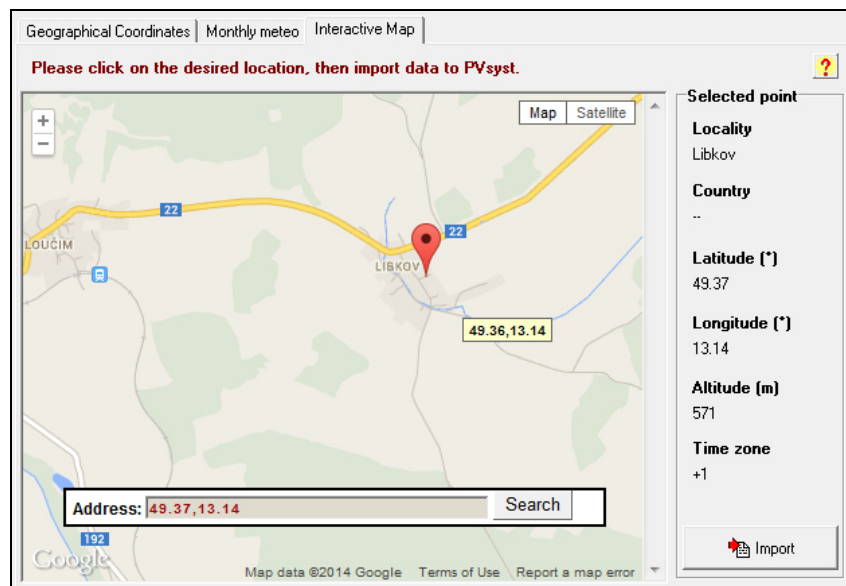 Geographical Coordinates Monthly meteo Interactive Map
Please click on the desired location, then import data to PVsyst.
?
+
−
Map Satellite
22
22
LOUČIM
LIBKOV
49.36,13.14
Address: 49.37,13.14 Search
192
Google
Map data ©2014 Google Terms of Use Report a map error
Selected point
Locality
Libkov
Country
--
Latitude (°)
49.37
Longitude (°)
13.14
Altitude (m)
571
Time zone
+1
Import